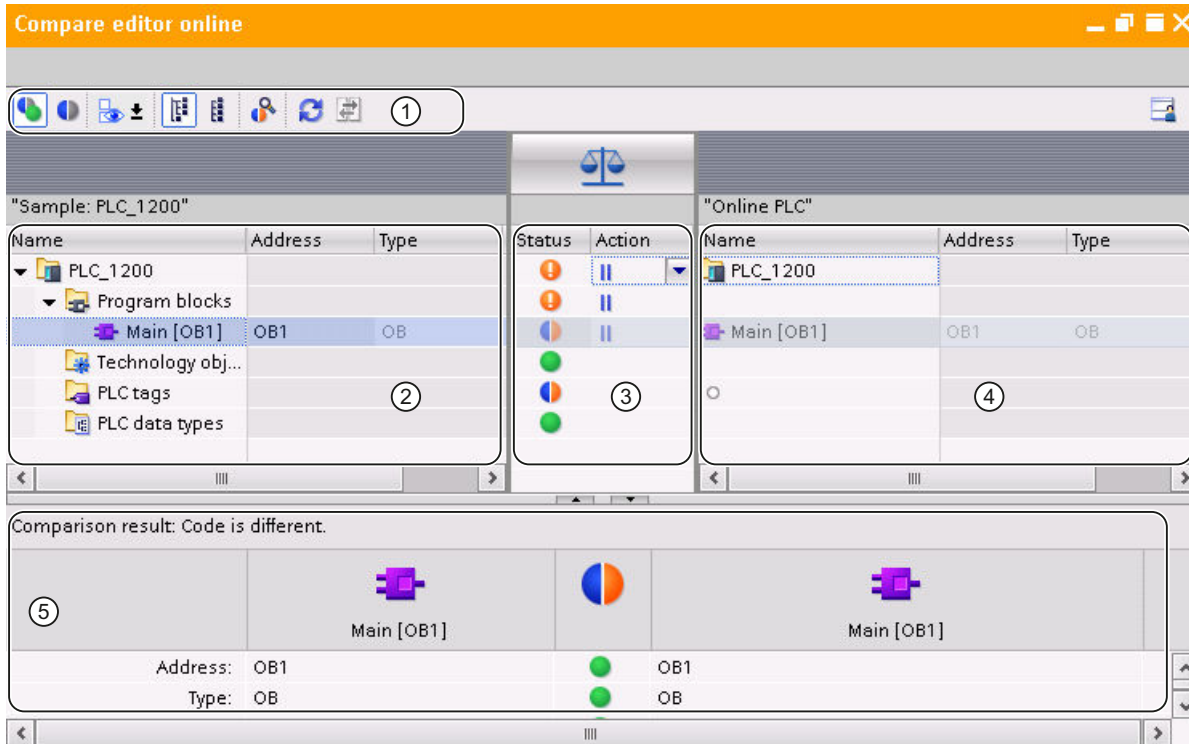 Compare editor online
①
"Sample: PLC_1200" "Online PLC"
Name Address Type Status Action Name Address Type
PLC_1200 PLC_1200
Program blocks
Main [OB1] OB1 OB Main [OB1] OB1 OB
Technology obj...
PLC tags ② ③ ④
PLC data types
Comparison result: Code is different.
⑤
Main [OB1] Main [OB1]
Address: OB1 OB1
Type: OB OB